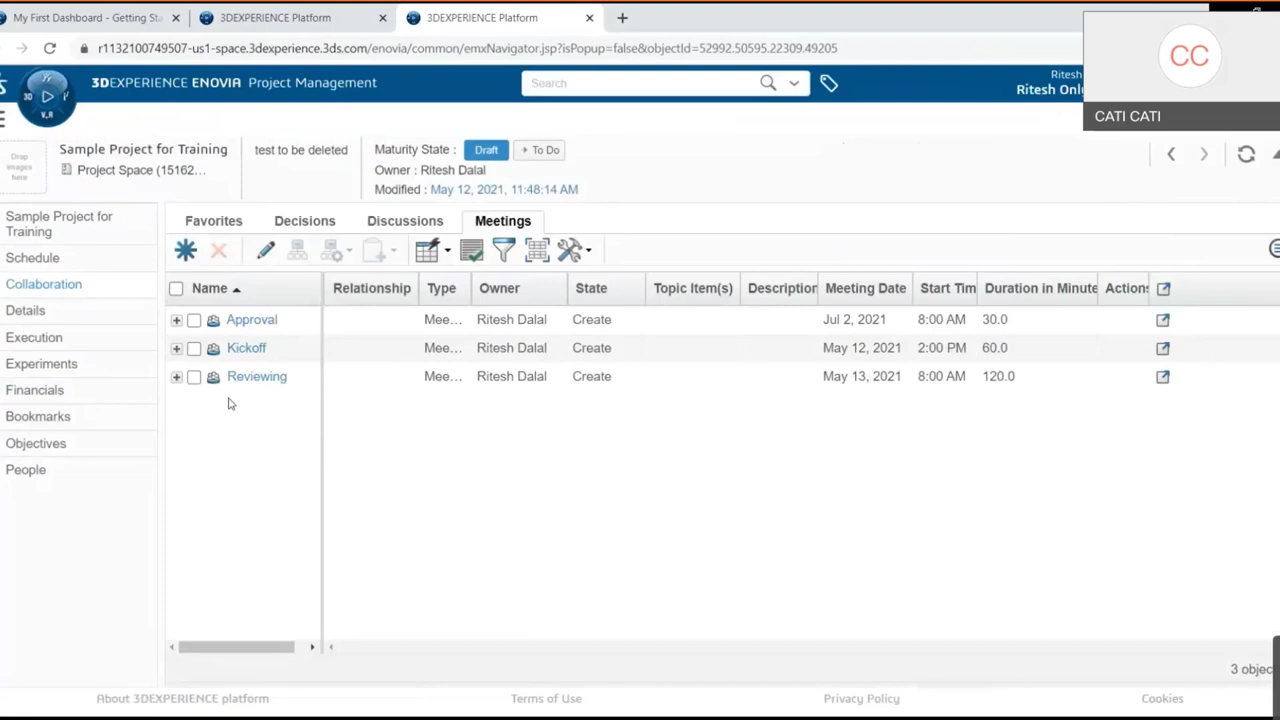 My First Dashboard - Getting Sta
3DEXPERIENCE Platform
3DEXPERIENCE Platform
r1132100749507-us1-space.3dexperience.3ds.com/enovia/common/emxNavigator.jsp?isPopup=false&objectId=52992.50595.22309.49205
CC
CATI CATI
3DEXPERIENCE ENOVIA Project Management
Search
Ritesh
Ritesh Only
3D
V.R
Drop images here
Sample Project for Training
Project Space (15162...
test to be deleted
Maturity State : Draft To Do
Owner : Ritesh Dalal
Modified : May 12, 2021, 11:48:14 AM
Sample Project for
Training
Schedule
Collaboration
Details
Execution
Experiments
Financials
Bookmarks
Objectives
People
Favorites Decisions Discussions Meetings
Name Relationship Type Owner State Topic Item(s) Description Meeting Date Start Tim Duration in Minute Actions
Approval Mee... Ritesh Dalal Create Jul 2, 2021 8:00 AM 30.0
Kickoff Mee... Ritesh Dalal Create May 12, 2021 2:00 PM 60.0
Reviewing Mee... Ritesh Dalal Create May 13, 2021 8:00 AM 120.0
3 objec
About 3DEXPERIENCE platform Terms of Use Privacy Policy Cookies